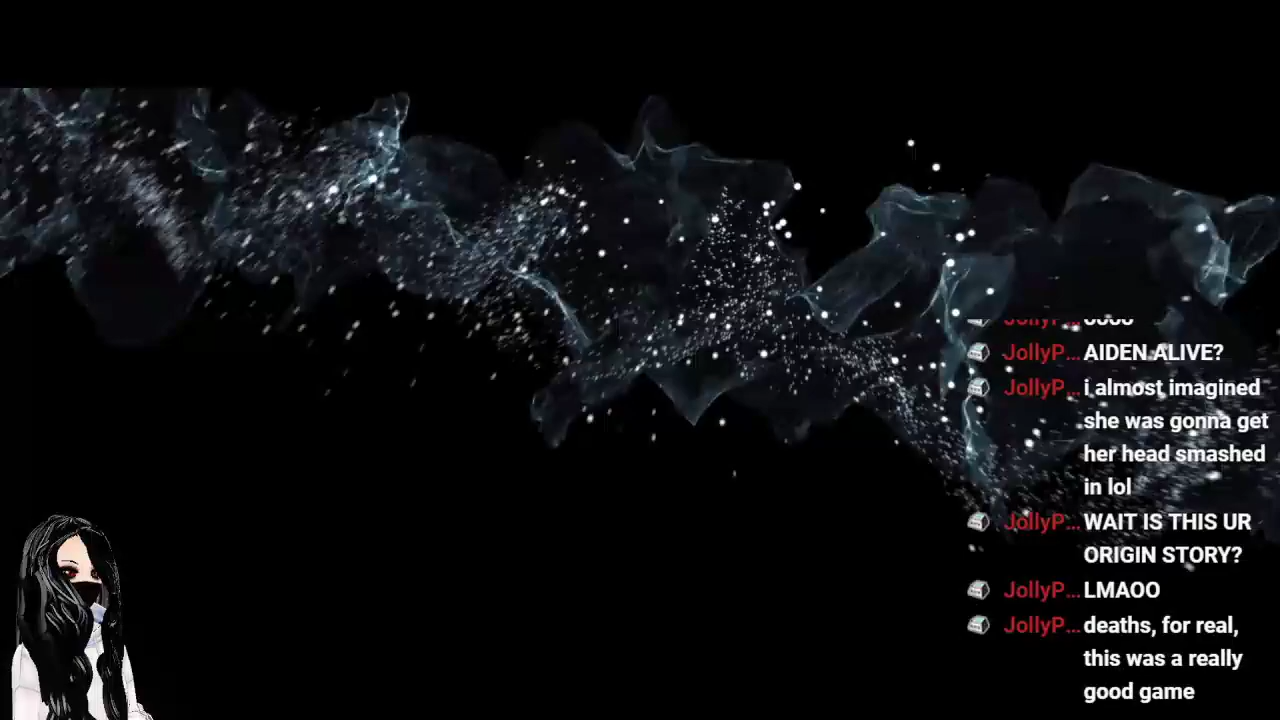 JollyP...
JollyP... AIDEN ALIVE?
JollyP... i almost imagined
she was gonna get
her head smashed
in lol
JollyP... WAIT IS THIS UR
ORIGIN STORY?
JollyP... LMAOO
JollyP... deaths, for real,
this was a really
good game